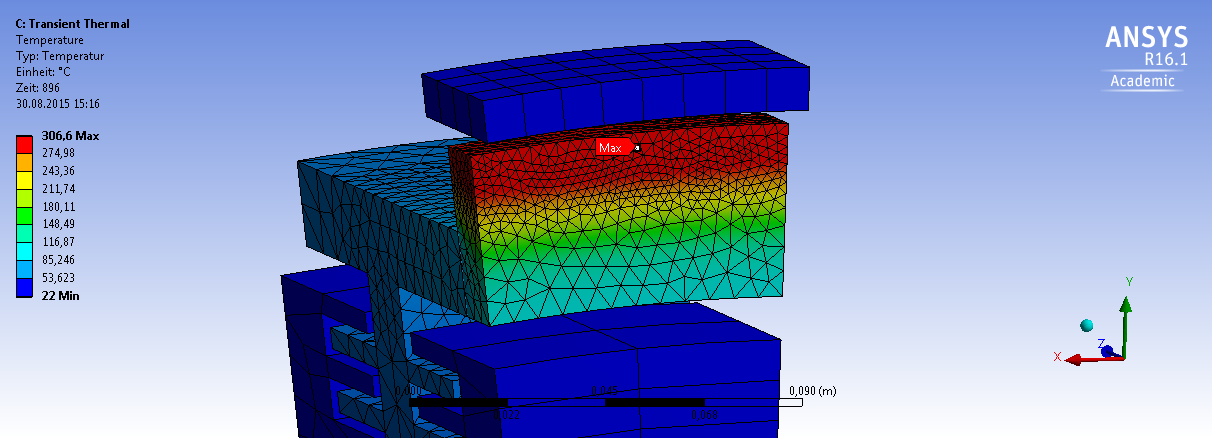 C: Transient Thermal
Temperature
Typ: Temperatur
Einheit: °C
Zeit: 896
30.08.2015 15:16
306,6 Max
274,98
243,36
211,74
180,11
148,49
116,87
85,246
53,623
22 Min
Max
ANSYS
R16.1
Academic
Y
Z
X
0,000
0,045
0,090 (m)
0,022
0,068